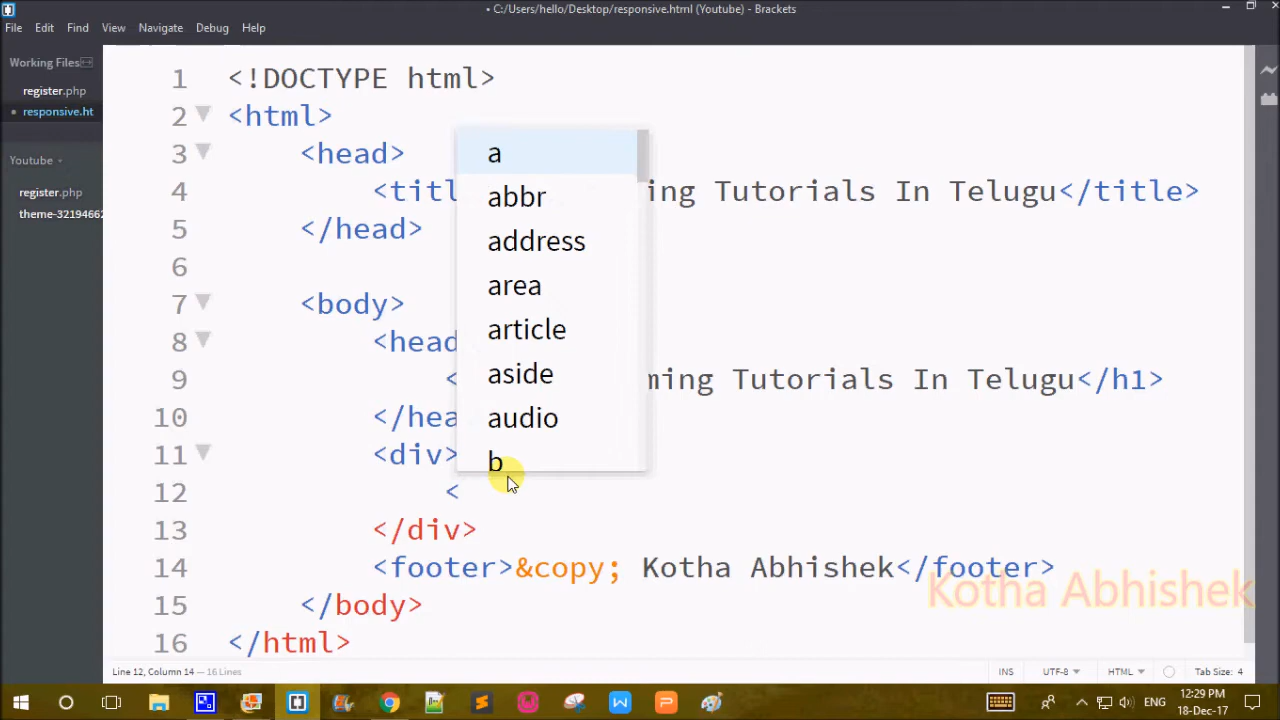 • C:/Users/hello/Desktop/responsive.html (Youtube) - Brackets
File Edit Find View Navigate Debug Help
Working Files
register.php
• responsive.ht
Youtube
register.php
theme-32194662
1 <!DOCTYPE html>
2 <html>
3 <head>
4 <titl ing Tutorials In Telugu</title>
5 </head>
6
7 <body>
8 <head
9 < ming Tutorials In Telugu</h1>
10 </hea
11 <div>
12 <
13 </div>
14 <footer>&copy; Kotha Abhishek</footer>
15 </body>
16 </html>
a
abbr
address
area
article
aside
audio
b
Kotha Abhishek
Line 12, Column 14 — 16 Lines
INS UTF-8 HTML Tab Size: 4
ENG
12:29 PM
18-Dec-17